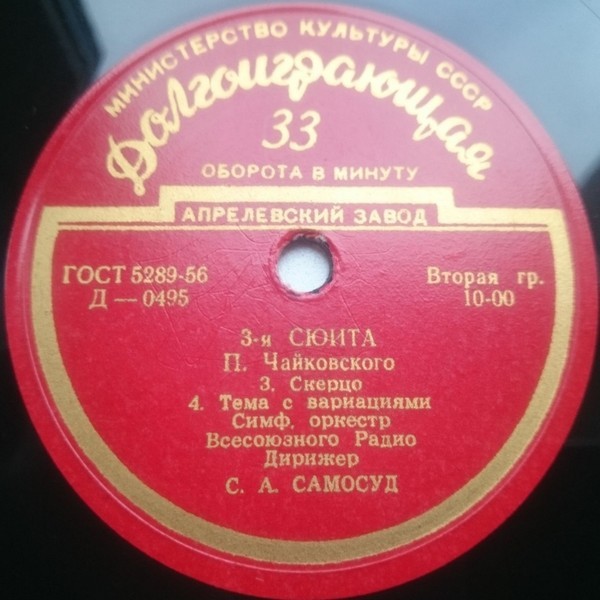 МИНИСТЕРСТВО КУЛЬТУРЫ СССР
Долгоиграющая
33
ОБОРОТА В МИНУТУ
АПРЕЛЕВСКИЙ ЗАВОД
ГОСТ 5289-56
Д — 0495
Вторая гр.
10-00
3-я СЮИТА
П. Чайковского
3. Скерцо
4. Тема с вариациями
Симф. оркестр
Всесоюзного Радио
Дирижер
С. А. САМОСУД